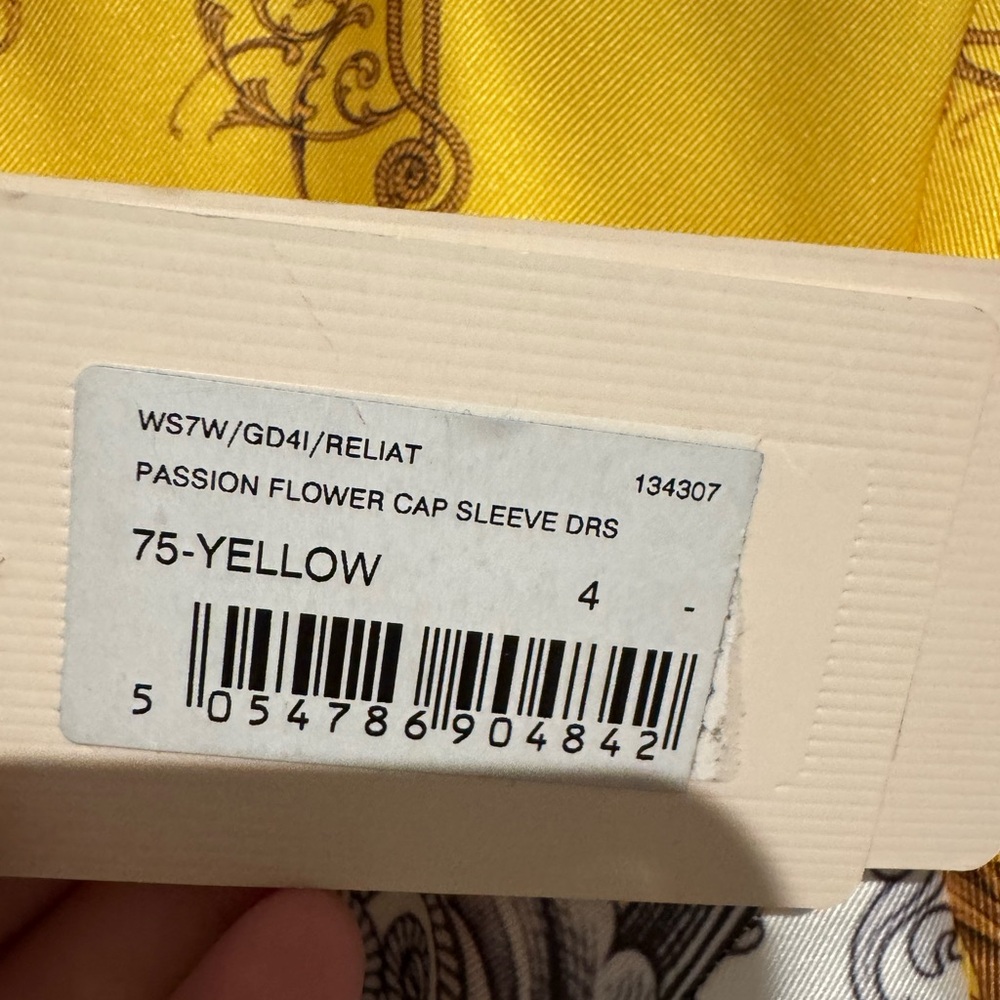 WS7W/GD4I/RELIAT
134307
PASSION FLOWER CAP SLEEVE DRS
75-YELLOW
4 -
5 054786 904842